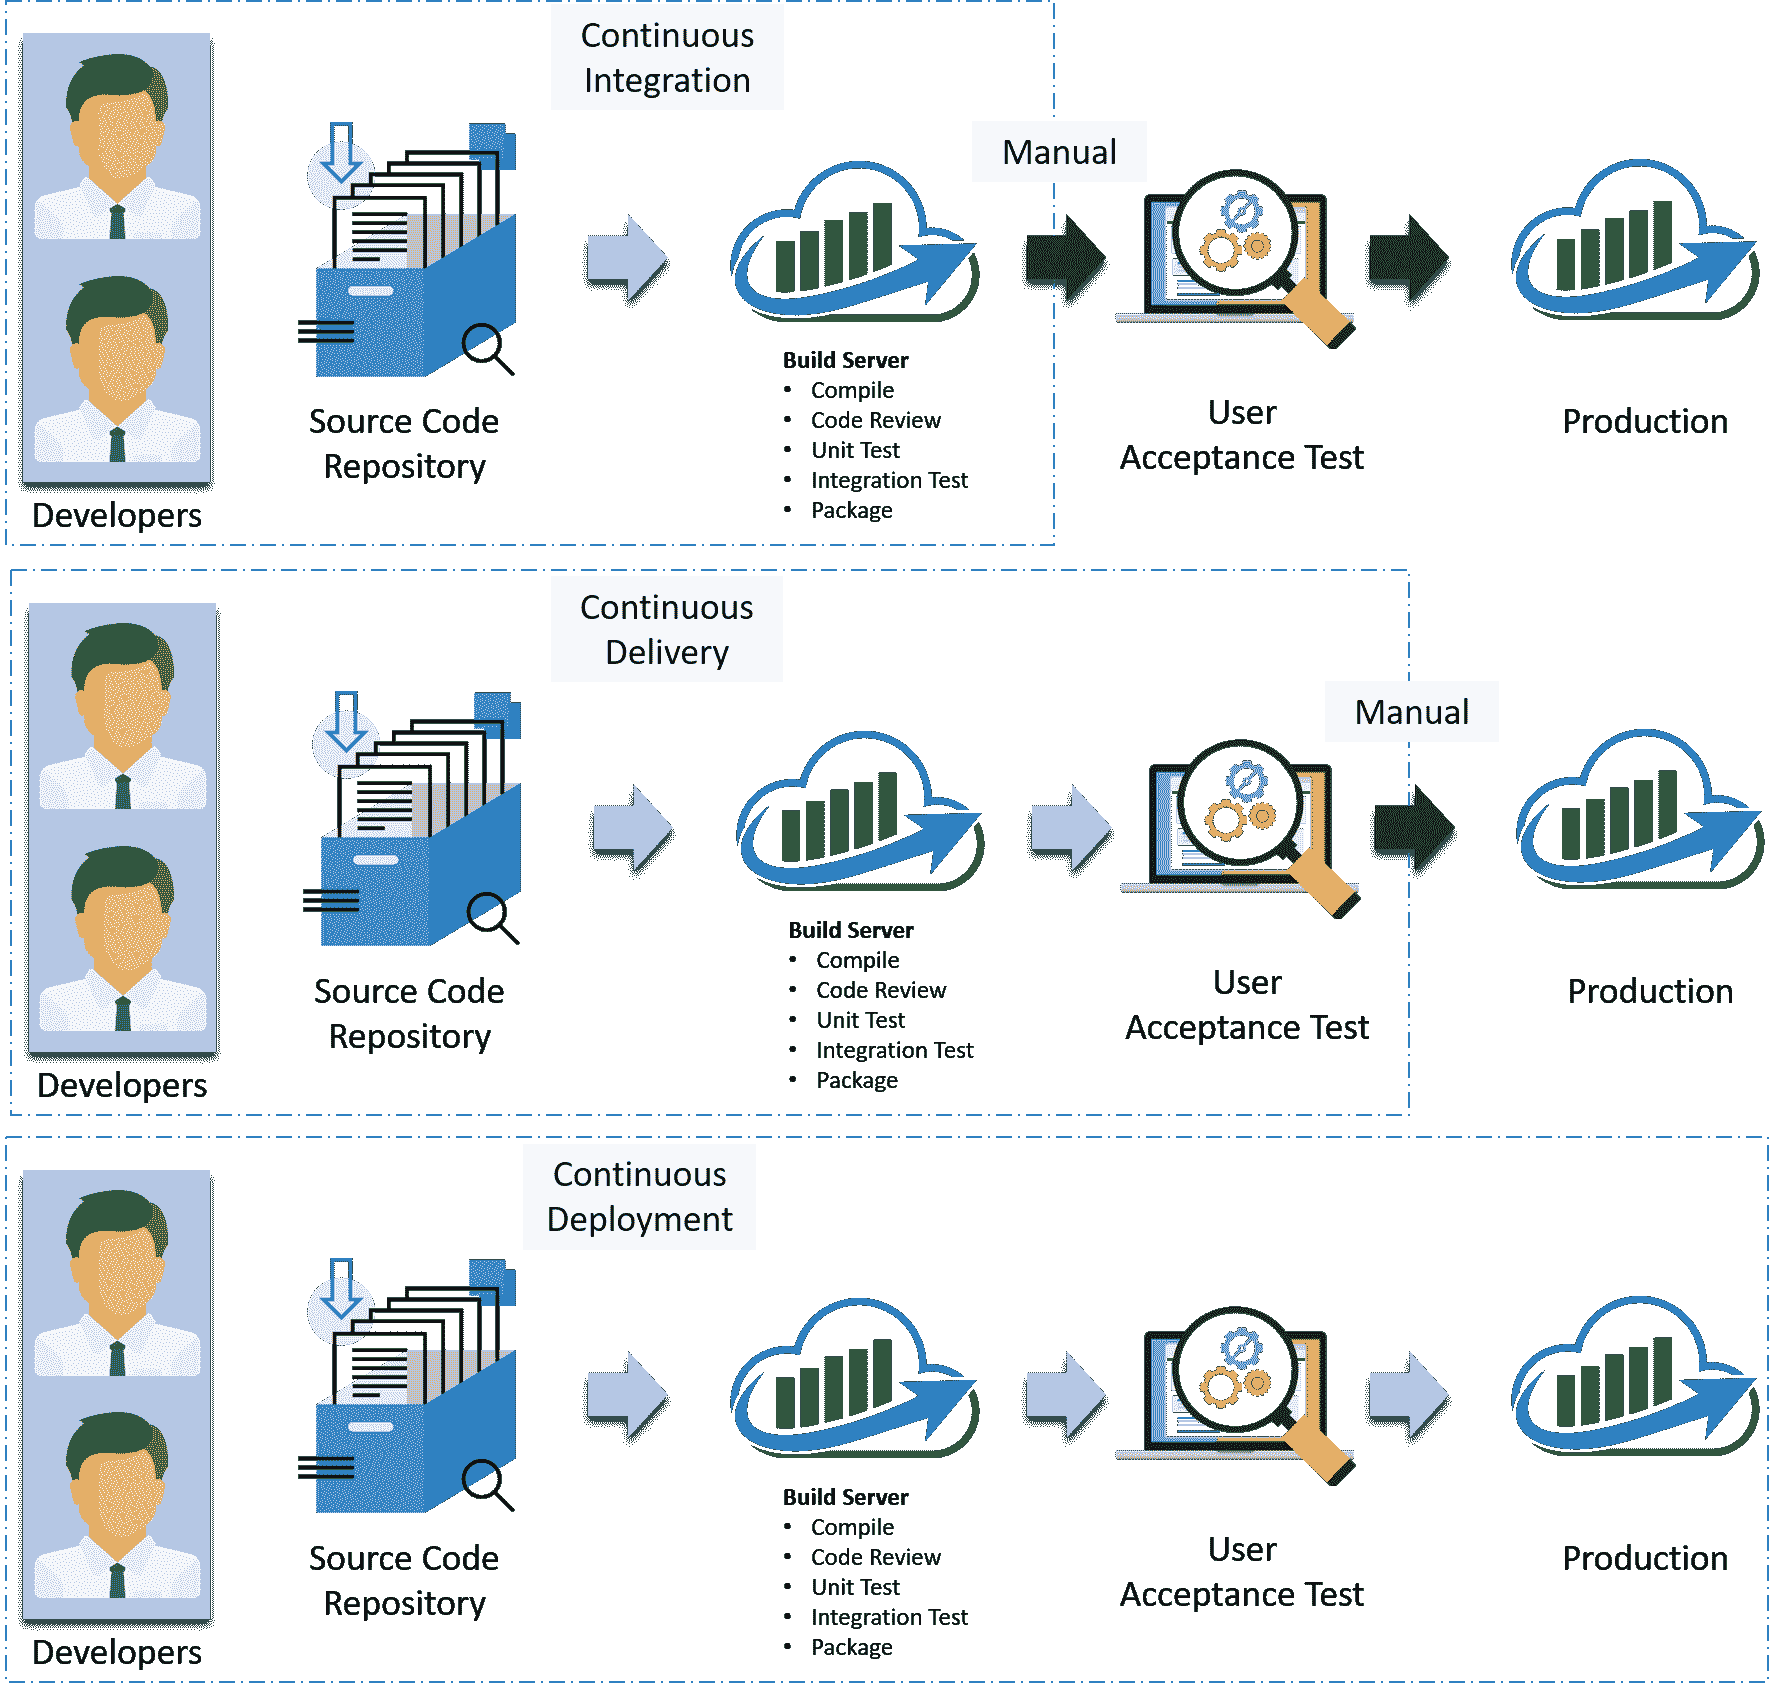 Continuous
Integration
Manual
Build Server
• Compile
• Code Review
• Unit Test
• Integration Test
• Package
Source Code
Repository
User
Acceptance Test
Production
Developers
Continuous
Delivery
Manual
Build Server
• Compile
• Code Review
• Unit Test
• Integration Test
• Package
Source Code
Repository
User
Acceptance Test
Production
Developers
Continuous
Deployment
Build Server
• Compile
• Code Review
• Unit Test
• Integration Test
• Package
Source Code
Repository
User
Acceptance Test
Production
Developers